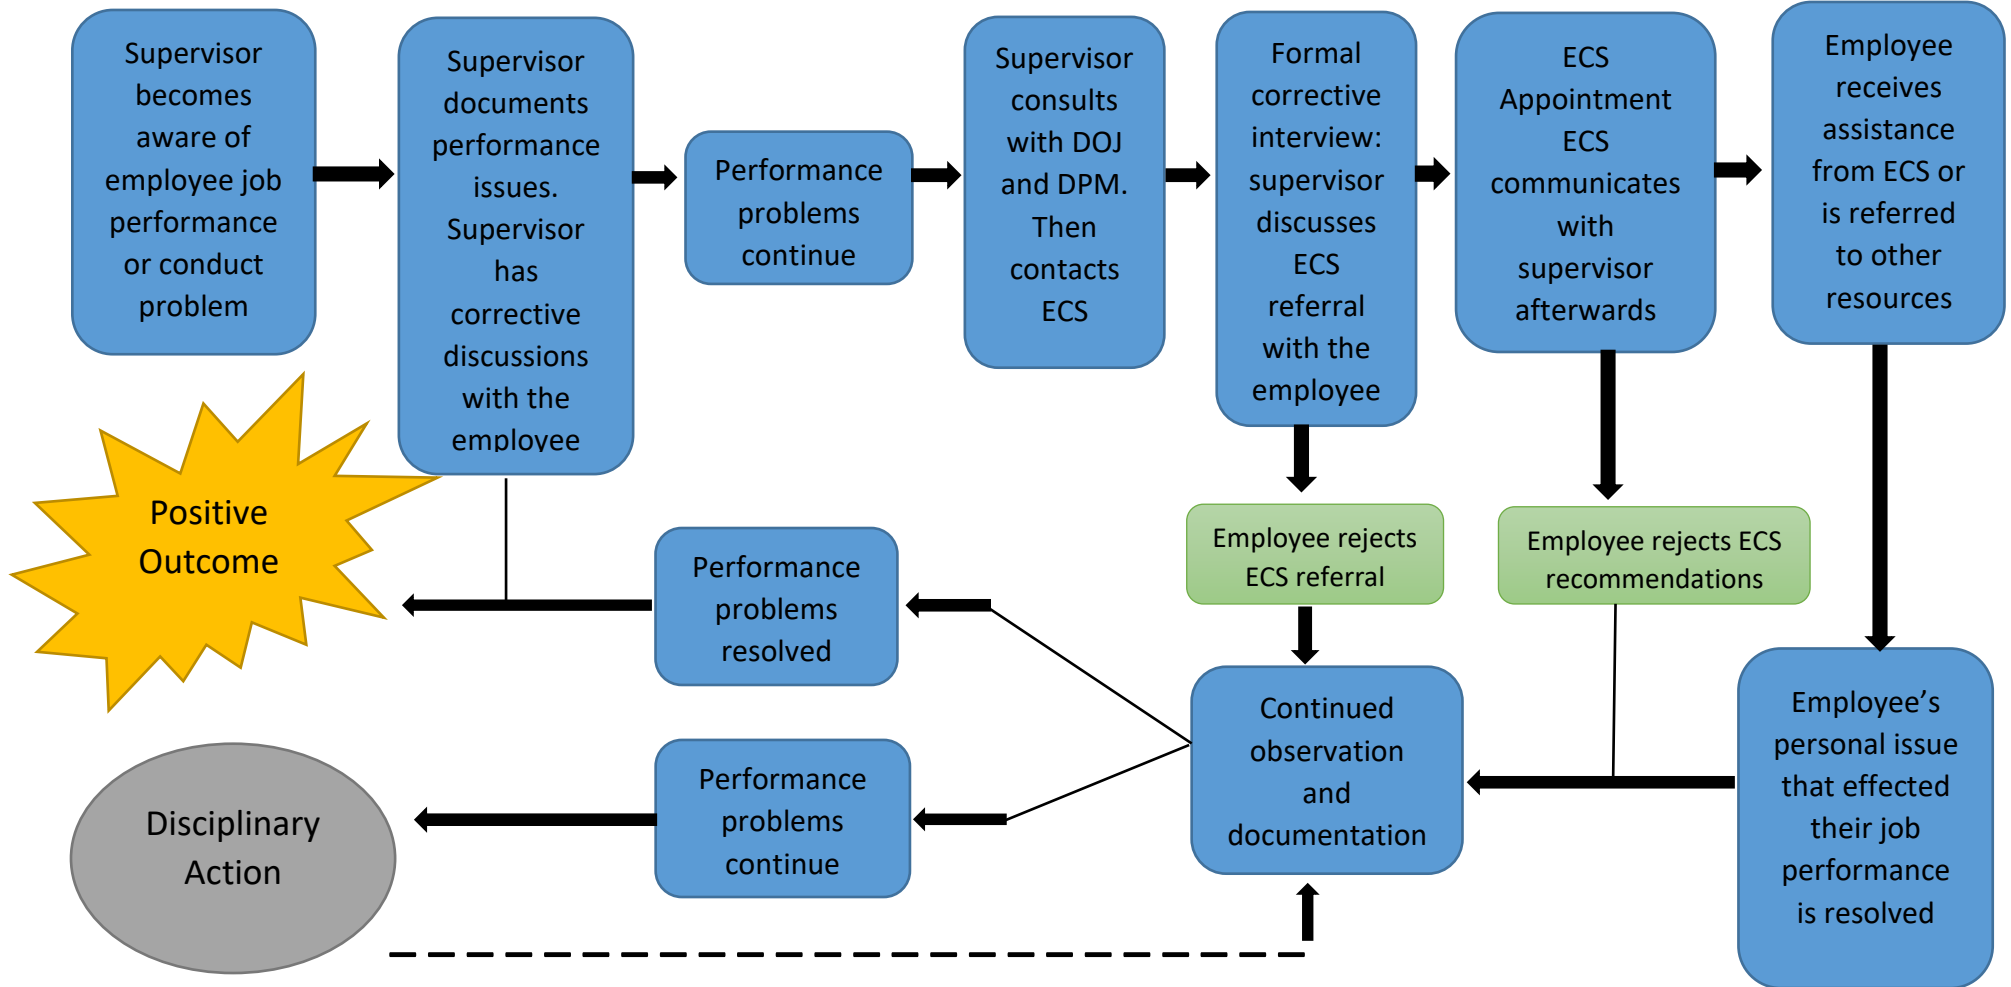 Supervisor
becomes
aware of
employee job
performance
or conduct
problem
Supervisor
documents
performance
issues.
Supervisor
has
corrective
discussions
with the
employee
Performance
problems
continue
Supervisor
consults
with DOJ
and DPM.
Then
contacts
ECS
Formal
corrective
interview:
supervisor
discusses
ECS
referral
with the
employee
ECS
Appointment
ECS
communicates
with
supervisor
afterwards
Employee
receives
assistance
from ECS or
is referred
to other
resources
Positive
Outcome
Performance
problems
resolved
Employee rejects
ECS referral
Employee rejects ECS
recommendations
Disciplinary
Action
Performance
problems
continue
Continued
observation
and
documentation
Employee’s
personal issue
that effected
their job
performance
is resolved